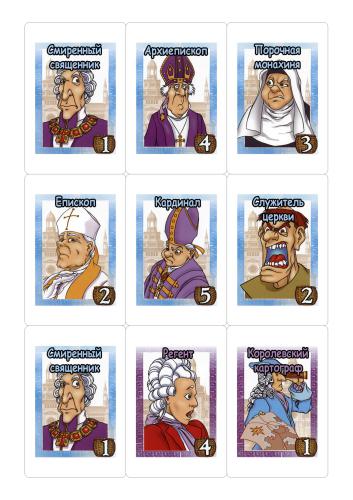 Смиренный
священник
1
Архиепископ
4
Порочная
монахиня
3
Епископ
2
Кардинал
5
Служитель
церкви
2
Смиренный
священник
1
Регент
4
Королевский
картограф
1